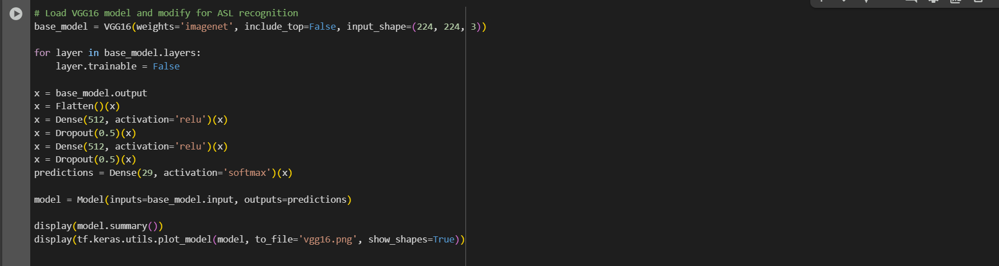 # Load VGG16 model and modify for ASL recognition
base_model = VGG16(weights='imagenet', include_top=False, input_shape=(224, 224, 3))
for layer in base_model.layers:
    layer.trainable = False
x = base_model.output
x = Flatten()(x)
x = Dense(512, activation='relu')(x)
x = Dropout(0.5)(x)
x = Dense(512, activation='relu')(x)
x = Dropout(0.5)(x)
predictions = Dense(29, activation='softmax')(x)
model = Model(inputs=base_model.input, outputs=predictions)
display(model.summary())
display(tf.keras.utils.plot_model(model, to_file='vgg16.png', show_shapes=True))